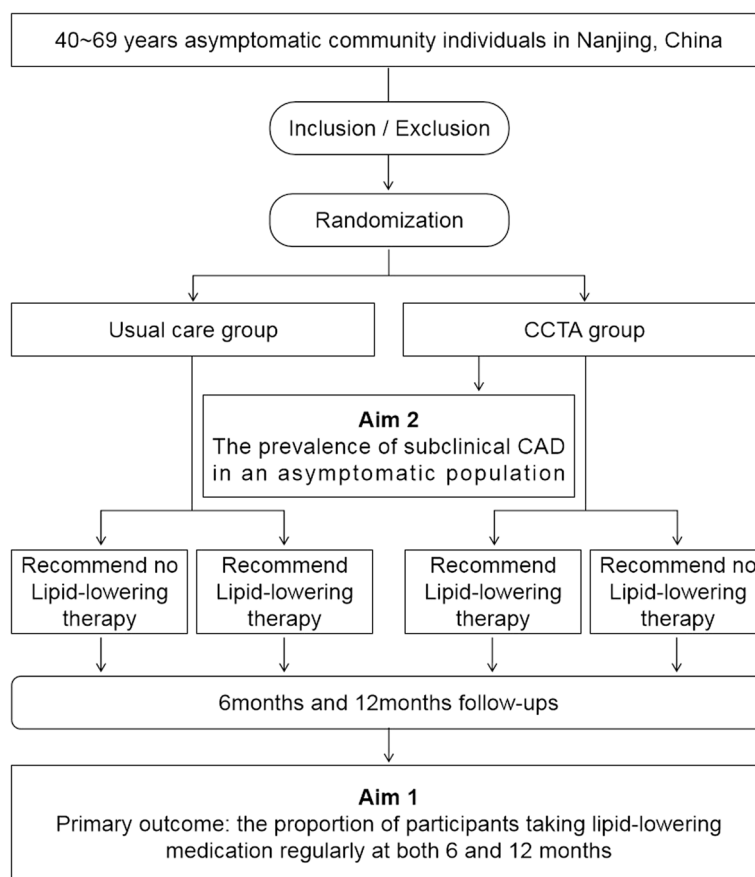 40~69 years asymptomatic community individuals in Nanjing, China
Inclusion / Exclusion
Randomization
Usual care group
CCTA group
Aim 2
The prevalence of subclinical CAD
in an asymptomatic population
Recommend no
Lipid-lowering
therapy
Recommend
Lipid-lowering
therapy
Recommend
Lipid-lowering
therapy
Recommend no
Lipid-lowering
therapy
6months and 12months follow-ups
Aim 1
Primary outcome: the proportion of participants taking lipid-lowering
medication regularly at both 6 and 12 months